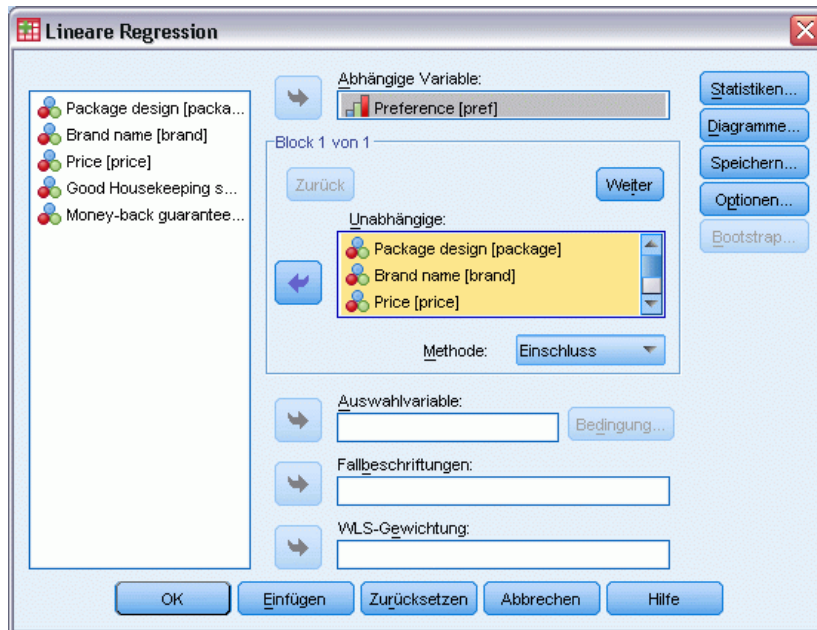 Lineare Regression
Package design [packa...
Brand name [brand]
Price [price]
Good Housekeeping s...
Money-back guarantee...
Abhängige Variable:
Preference [pref]
Block 1 von 1
Zurück
Weiter
Unabhängige:
Package design [package]
Brand name [brand]
Price [price]
Methode:
Einschluss
Auswahlvariable:
Bedingung...
Fallbeschriftungen:
WLS-Gewichtung:
Statistiken...
Diagramme...
Speichern...
Optionen...
Bootstrap...
OK
Einfügen
Zurücksetzen
Abbrechen
Hilfe